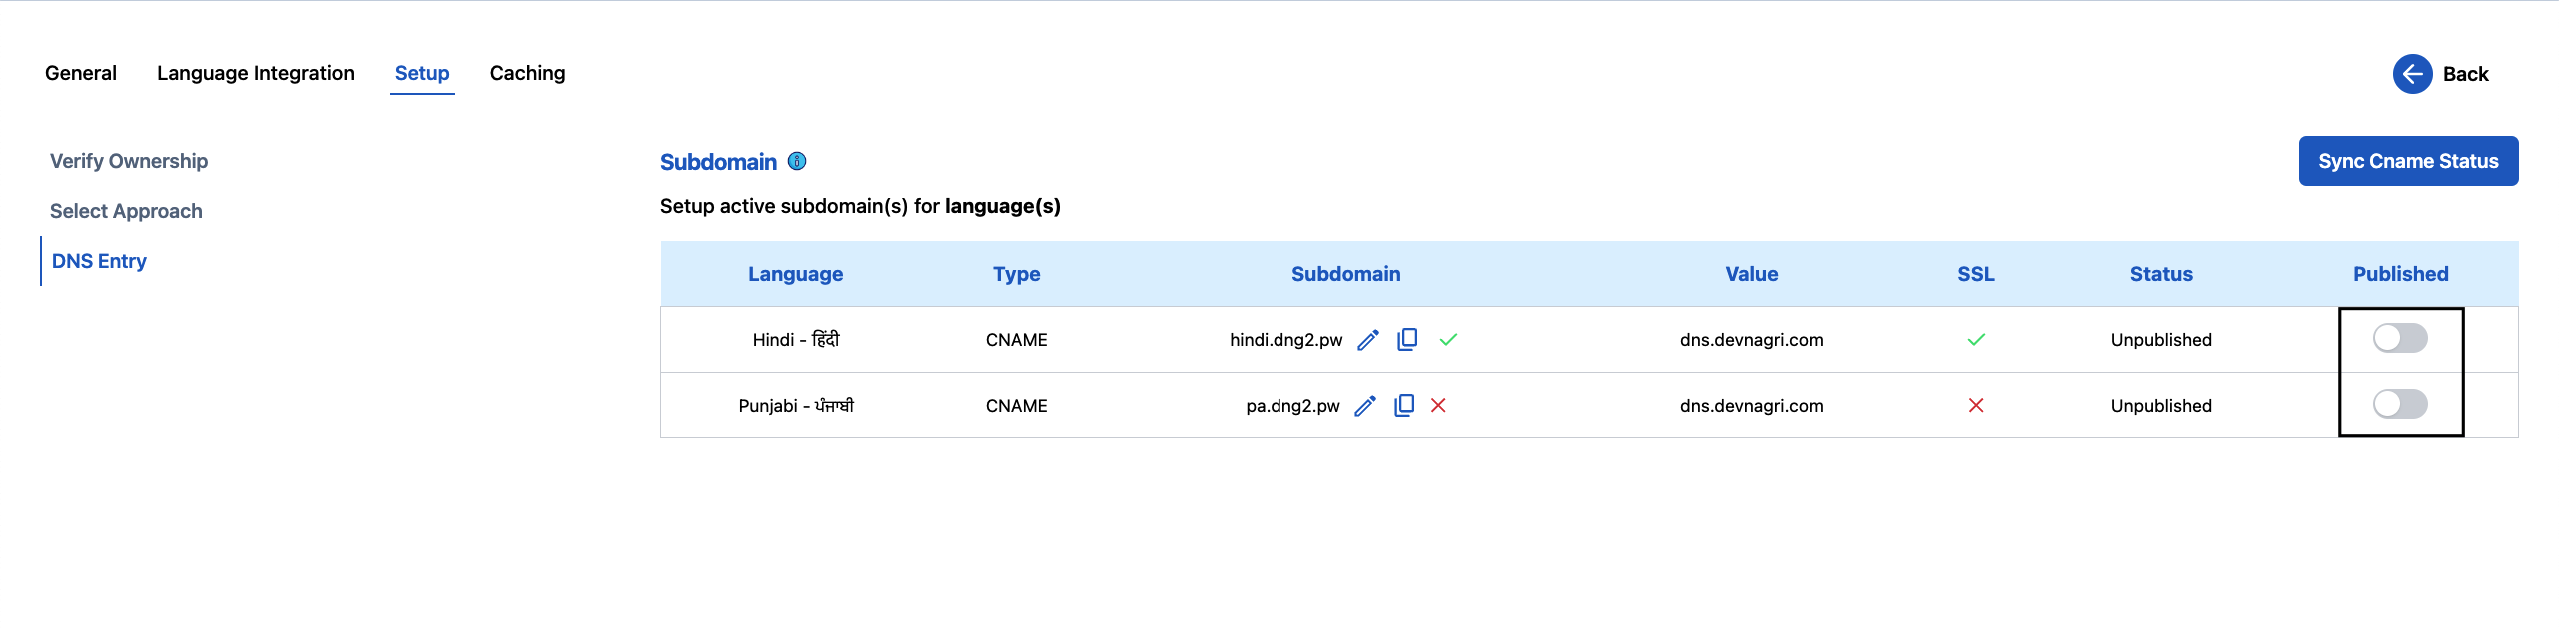 General Language Integration Setup Caching Back
Verify Ownership
Select Approach
DNS Entry
Subdomain
Sync Cname Status
Setup active subdomain(s) for language(s)
Language Type Subdomain Value SSL Status Published
Hindi - हिंदी CNAME hindi.dng2.pw dns.devnagri.com Unpublished
Punjabi - ਪੰਜਾਬੀ CNAME pa.dng2.pw dns.devnagri.com Unpublished